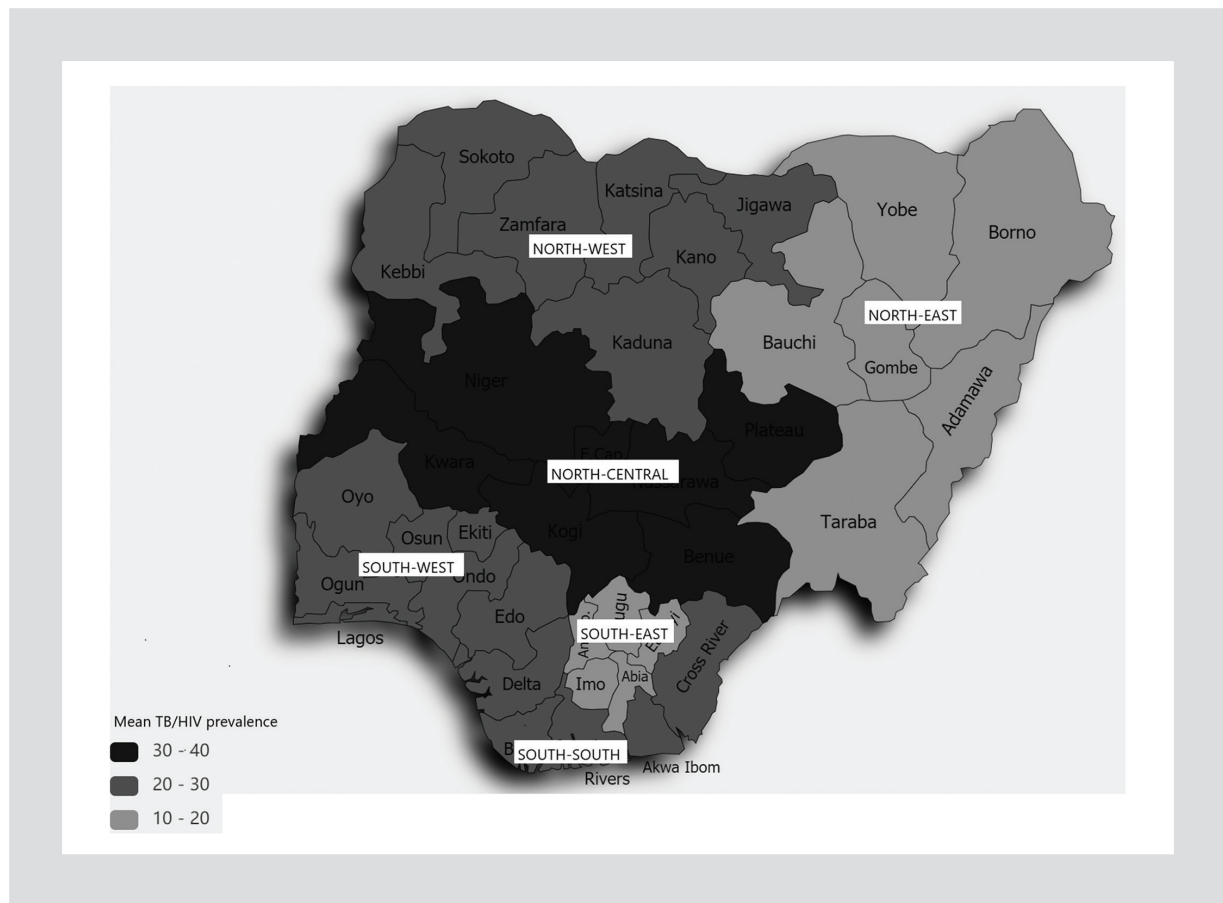 Sokoto
Katsina
Zamfara
Jigawa
Yobe
Borno
NORTH-WEST
Kano
Kebbi
NORTH-EAST
Kaduna
Bauchi
Gombe
Niger
Adamawa
Plateau
Kwara
NORTH-CENTRAL
Oyo
Taraba
Osun
Ekiti
Kogi
Benue
SOUTH-WEST
Ogun
Ondo
Edo
SOUTH-EAST
Lagos
Cross River
Delta
Imo
Abia
SOUTH-SOUTH
Rivers
Akwa Ibom
Mean TB/HIV prevalence
30 - 40
20 - 30
10 - 20